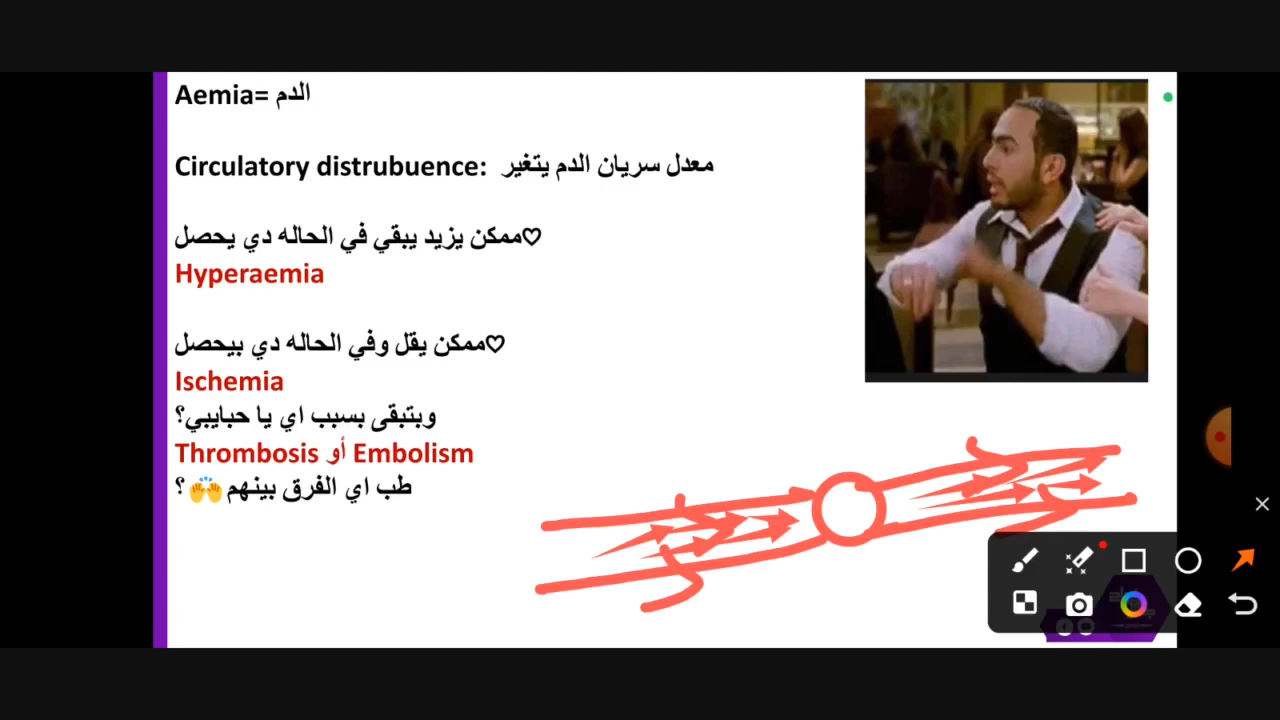 Aemia= الدم
Circulatory distrubuence: معدل سريان الدم يتغير
♡ممكن يزيد يبقي في الحاله دي يحصل
Hyperaemia
♡ممكن يقل وفي الحاله دي بيحصل
Ischemia
وبتبقى بسبب اي يا حبايبي؟
Thrombosis أو Embolism
طب اي الفرق بينهم 🙌؟